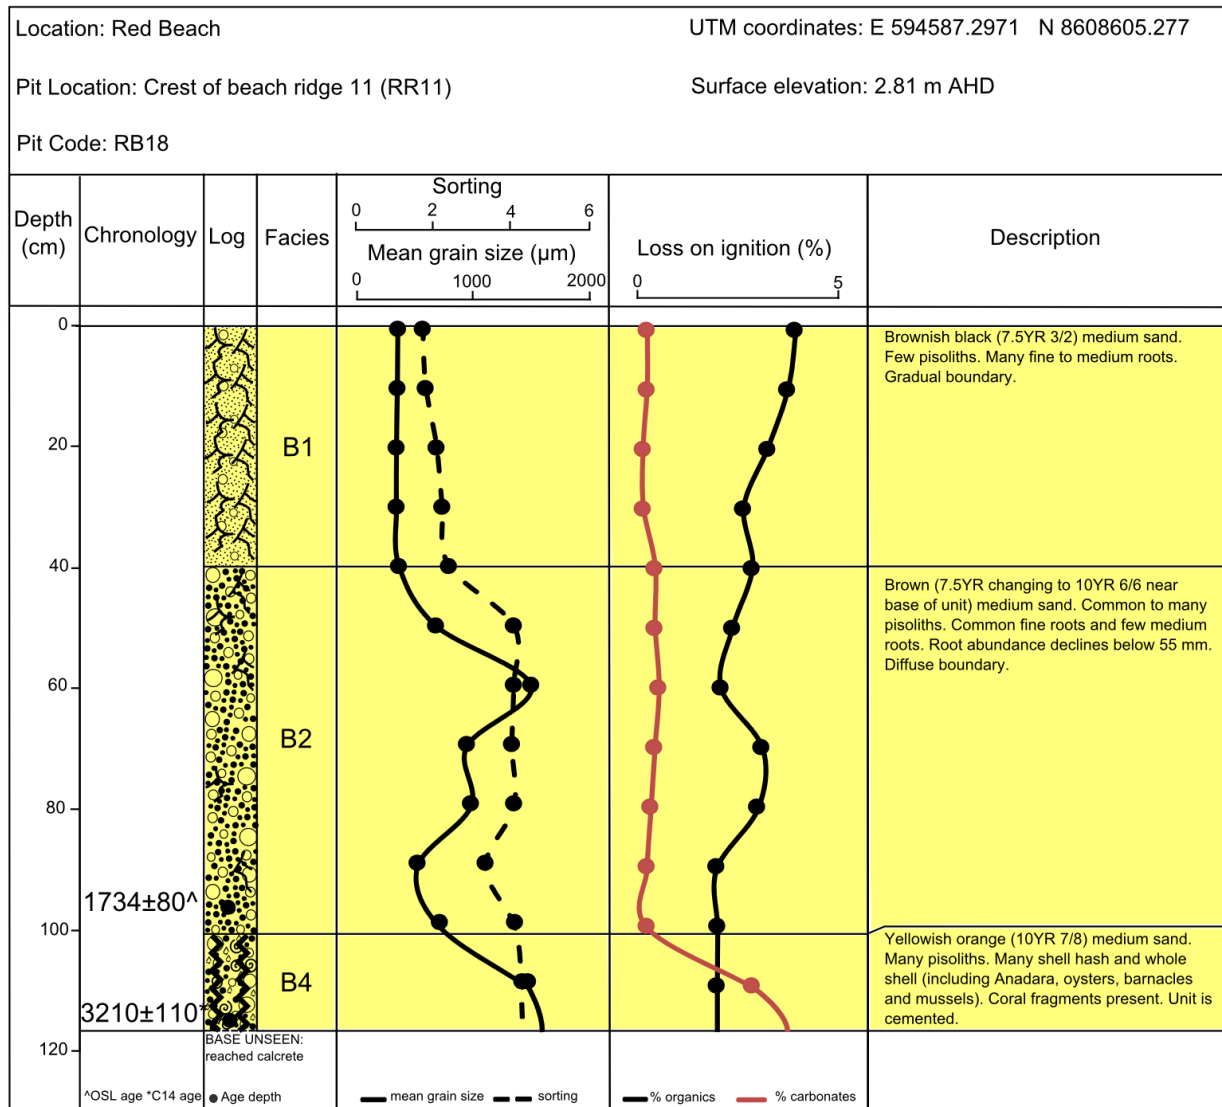 Location: Red Beach
UTM coordinates: E 594587.2971 N 8608605.277
Pit Location: Crest of beach ridge 11 (RR11)
Surface elevation: 2.81 m AHD
Pit Code: RB18
Depth
(cm)
Chronology
Log
Facies
Sorting
0 2 4 6
Mean grain size (µm)
0 1000 2000
Loss on ignition (%)
0 5
Description
0
20
40
60
80
100
120
1734±80^
3210±110*
B1
B2
B4
Brownish black (7.5YR 3/2) medium sand.
Few pisoliths. Many fine to medium roots.
Gradual boundary.
Brown (7.5YR changing to 10YR 6/6 near
base of unit) medium sand. Common to many
pisoliths. Common fine roots and few medium
roots. Root abundance declines below 55 mm.
Diffuse boundary.
Yellowish orange (10YR 7/8) medium sand.
Many pisoliths. Many shell hash and whole
shell (including Anadara, oysters, barnacles
and mussels). Coral fragments present. Unit is
cemented.
BASE UNSEEN:
reached calcrete
^OSL age *C14 age
Age depth
mean grain size
sorting
% organics
% carbonates